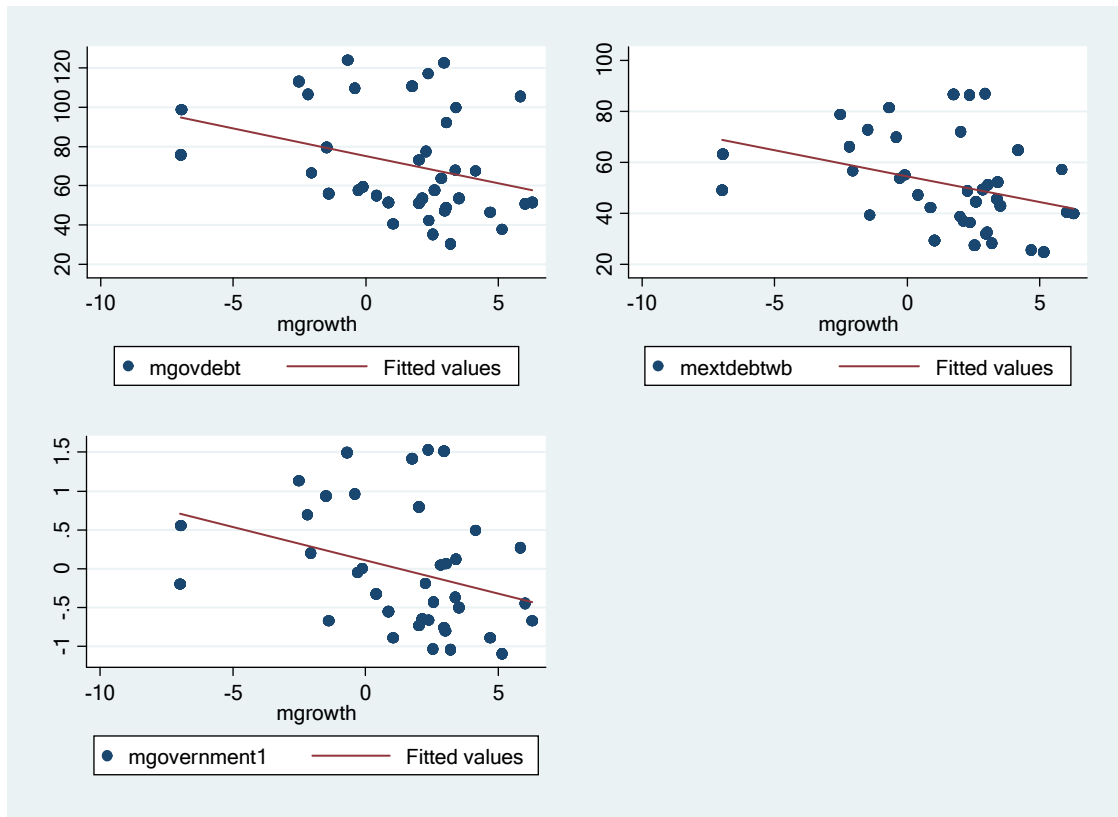 120
100
80
60
40
20
-10 -5 0 5
mgrowth
mgovdebt Fitted values
100
80
60
40
20
-10 -5 0 5
mgrowth
mextdebtwb Fitted values
1.5
1
.5
0
-.5
-1
-10 -5 0 5
mgrowth
mgovernment1 Fitted values